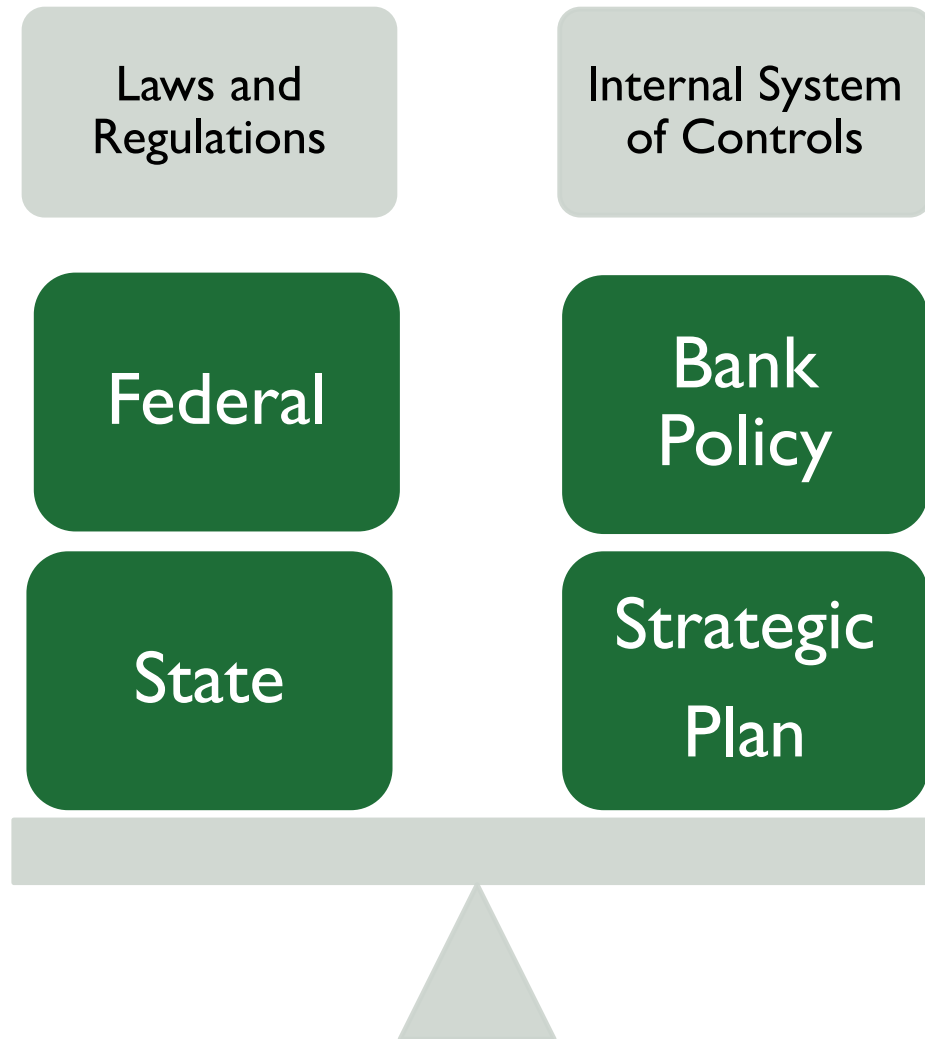 Laws and
Regulations
Internal System
of Controls
Federal
Bank
Policy
State
Strategic
Plan